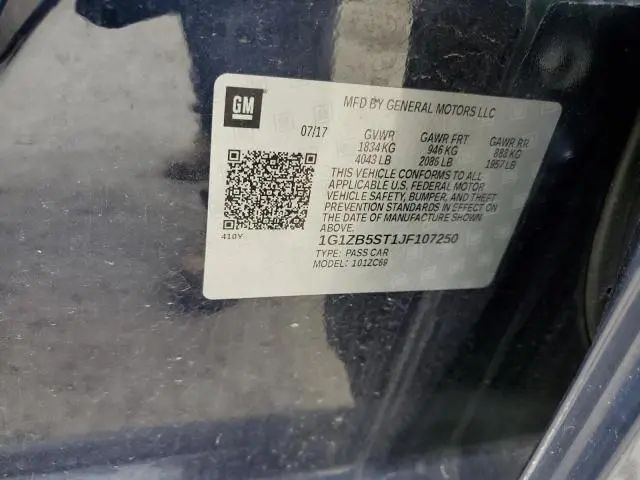 GM
MFD BY GENERAL MOTORS LLC
07/17 GVWR GAWR FRT GAWR RR
1834 KG 946 KG 888 KG
4043 LB 2086 LB 1957 LB
THIS VEHICLE CONFORMS TO ALL
APPLICABLE U.S. FEDERAL MOTOR
VEHICLE SAFETY, BUMPER, AND THEFT
PREVENTION STANDARDS IN EFFECT ON
THE DATE OF MANUFACTURE SHOWN
ABOVE.
410Y
1G1ZB5ST1JF107250
TYPE: PASS CAR
MODEL: 101ZC69